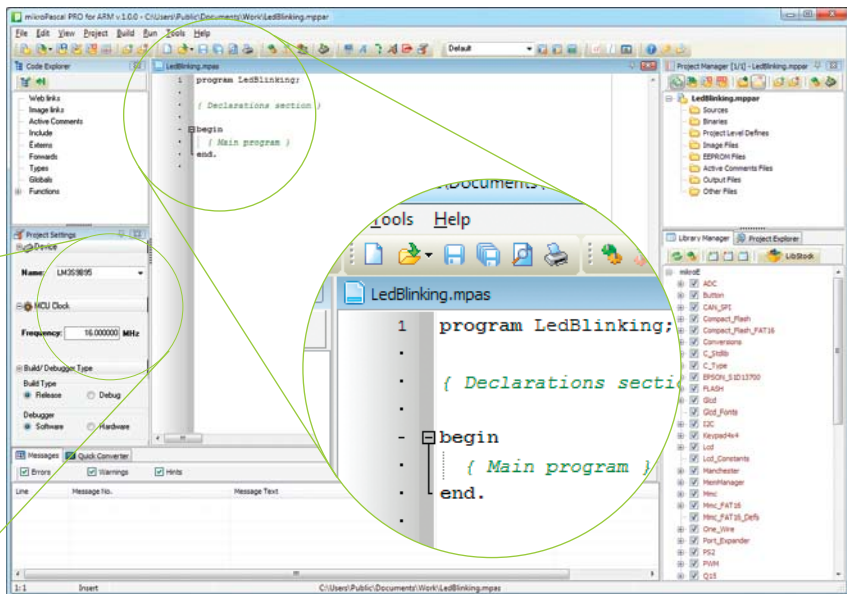 mikroPascal PRO for ARM v.1.0.0 - C:\Users\Public\Documents\Work\LedBlinking.mppar
File Edit View Project Build Run Tools Help
Default
Code Explorer
Web links
Image links
Active Comments
Include
Externs
Forwards
Types
Globals
Functions
LedBlinking.mpas
1 program LedBlinking;
{ Declarations section }
begin
{ Main program }
end.
Project Manager [1/1] - LedBlinking.mppar
LedBlinking.mppar
Sources
Binaries
Project Level Defines
Image Files
EEPROM Files
Active Comments Files
Output Files
Other Files
Project Settings
Device
Name: LM3S9B95
MCU Clock
Frequency: 16.000000 MHz
Build/ Debugger Type
Build Type
Release Debug
Debugger
Software Hardware
Documents
Tools Help
LedBlinking.mpas
1 program LedBlinking;
{ Declarations secti
begin
{ Main program }
end.
Library Manager Project Explorer
LibStock
mikroE
ADC
Button
CAN_SPI
Compact_Flash
Compact_Flash_FAT16
Conversions
C_Stdlib
C_Type
EPSON_S1D13700
FLASH
Glcd
Glcd_Fonts
I2C
Keypad4x4
Lcd
Lcd_Constants
Manchester
MemManager
Mmc
Mmc_FAT16
Mmc_FAT16_Defs
One_Wire
Port_Expander
PS2
PWM
Q15
Messages Quick Converter
Errors Warnings Hints
Line Message No. Message Text
1:1 Insert C:\Users\Public\Documents\Work\LedBlinking.mpas